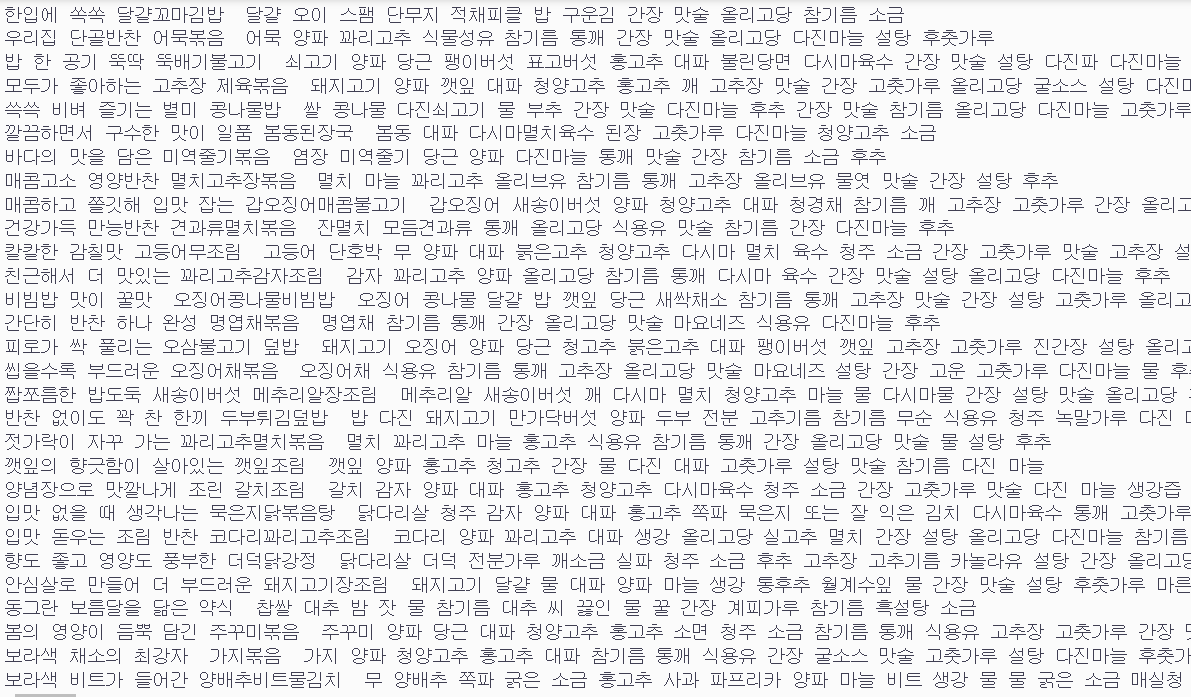 한입에 쏙쏙 달걀꼬마김밥  달걀 오이 스팸 단무지 적채피클 밥 구운김 간장 맛술 올리고당 참기름 소금
우리집 단골반찬 어묵볶음  어묵 양파 꽈리고추 식물성유 참기름 통깨 간장 맛술 올리고당 다진마늘 설탕 후춧가루
밥 한 공기 뚝딱 뚝배기불고기  쇠고기 양파 당근 팽이버섯 표고버섯 홍고추 대파 불린당면 다시마육수 간장 맛술 설탕 다진파 다진마늘
모두가 좋아하는 고추장 제육볶음  돼지고기 양파 깻잎 대파 청양고추 홍고추 깨 고추장 맛술 간장 고춧가루 올리고당 굴소스 설탕 다진마
쓱쓱 비벼 즐기는 별미 콩나물밥  쌀 콩나물 다진쇠고기 물 부추 간장 맛술 다진마늘 후추 간장 맛술 참기름 올리고당 다진마늘 고춧가루
깔끔하면서 구수한 맛이 일품 봄동된장국  봄동 대파 다시마멸치육수 된장 고춧가루 다진마늘 청양고추 소금
바다의 맛을 담은 미역줄기볶음  염장 미역줄기 당근 양파 다진마늘 통깨 맛술 간장 참기름 소금 후추
매콤고소 영양반찬 멸치고추장볶음  멸치 마늘 꽈리고추 올리브유 참기름 통깨 고추장 올리브유 물엿 맛술 간장 설탕 후추
매콤하고 쫄깃해 입맛 잡는 갑오징어매콤불고기  갑오징어 새송이버섯 양파 청양고추 대파 청경채 참기름 깨 고추장 고춧가루 간장 올리고
건강가득 만능반찬 견과류멸치볶음  잔멸치 모듬견과류 통깨 올리고당 식용유 맛술 참기름 간장 다진마늘 후추
칼칼한 감칠맛 고등어무조림  고등어 단호박 무 양파 대파 붉은고추 청양고추 다시마 멸치 육수 청주 소금 간장 고춧가루 맛술 고추장 설
친근해서 더 맛있는 꽈리고추감자조림  감자 꽈리고추 양파 올리고당 참기름 통깨 다시마 육수 간장 맛술 설탕 올리고당 다진마늘 후추
비빔밥 맛이 꿀맛  오징어콩나물비빔밥  오징어 콩나물 달걀 밥 깻잎 당근 새싹채소 참기름 통깨 고추장 맛술 간장 설탕 고춧가루 올리고
간단히 반찬 하나 완성 명엽채볶음  명엽채 참기름 통깨 간장 올리고당 맛술 마요네즈 식용유 다진마늘 후추
피로가 싹 풀리는 오삼불고기 덮밥  돼지고기 오징어 양파 당근 청고추 붉은고추 대파 팽이버섯 깻잎 고추장 고춧가루 진간장 설탕 올리고
씹을수록 부드러운 오징어채볶음  오징어채 식용유 참기름 통깨 고추장 올리고당 맛술 마요네즈 설탕 간장 고운 고춧가루 다진마늘 물 후추
짭쪼름한 밥도둑 새송이버섯 메추리알장조림  메추리알 새송이버섯 깨 다시마 멸치 청양고추 마늘 물 다시마물 간장 설탕 맛술 올리고당
반찬 없이도 꽉 찬 한끼 두부튀김덮밥  밥 다진 돼지고기 만가닥버섯 양파 두부 전분 고추기름 참기름 무순 식용유 청주 녹말가루 다진
젓가락이 자꾸 가는 꽈리고추멸치볶음  멸치 꽈리고추 마늘 홍고추 식용유 참기름 통깨 간장 올리고당 맛술 물 설탕 후추
깻잎의 향긋함이 살아있는 깻잎조림  깻잎 양파 홍고추 청고추 간장 물 다진 대파 고춧가루 설탕 맛술 참기름 다진 마늘
양념장으로 맛깔나게 조린 갈치조림  갈치 감자 양파 대파 홍고추 청양고추 다시마육수 청주 소금 간장 고춧가루 맛술 다진 마늘 생강즙
입맛 없을 때 생각나는 묵은지닭볶음탕  닭다리살 청주 감자 양파 대파 홍고추 쪽파 묵은지 또는 잘 익은 김치 다시마육수 통깨 고춧가루
입맛 돋우는 조림 반찬 코다리꽈리고추조림  코다리 양파 꽈리고추 대파 생강 올리고당 실고추 멸치 간장 설탕 올리고당 다진마늘 참기름
향도 좋고 영양도 풍부한 더덕닭강정  닭다리살 더덕 전분가루 깨소금 실파 청주 소금 후추 고추장 고추기름 카놀라유 설탕 간장 올리고당
안심살로 만들어 더 부드러운 돼지고기장조림  돼지고기 달걀 물 대파 양파 마늘 생강 통후추 월계수잎 물 간장 맛술 설탕 후춧가루 마른
동그란 보름달을 닮은 약식  찹쌀 대추 밤 잣 물 참기름 대추 씨 끓인 물 꿀 간장 계피가루 참기름 흑설탕 소금
봄의 영양이 듬뿍 담긴 주꾸미볶음  주꾸미 양파 당근 대파 청양고추 홍고추 소면 청주 소금 참기름 통깨 식용유 고추장 고춧가루 간장
보라색 채소의 최강자  가지볶음  가지 양파 청양고추 홍고추 대파 참기름 통깨 식용유 간장 굴소스 맛술 고춧가루 설탕 다진마늘 후춧가
보라색 비트가 들어간 양배추비트물김치  무 양배추 쪽파 굵은 소금 홍고추 사과 파프리카 양파 마늘 비트 생강 물 물 굵은 소금 매실청